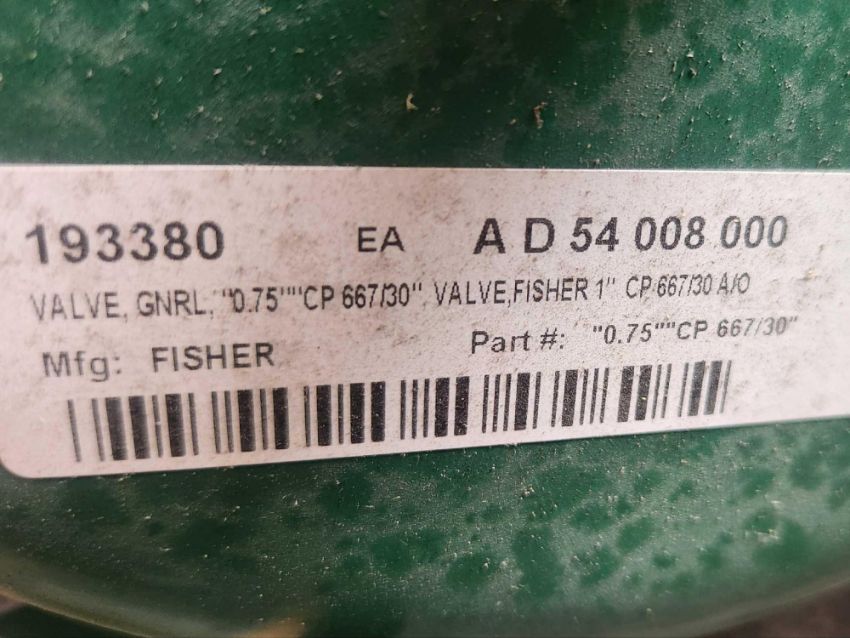 193380 EA A D 54 008 000
VALVE, GNRL, "0.75""CP 667/30", VALVE,FISHER 1" CP 667/30 A/O
Mfg: FISHER Part #: "0.75""CP 667/30"